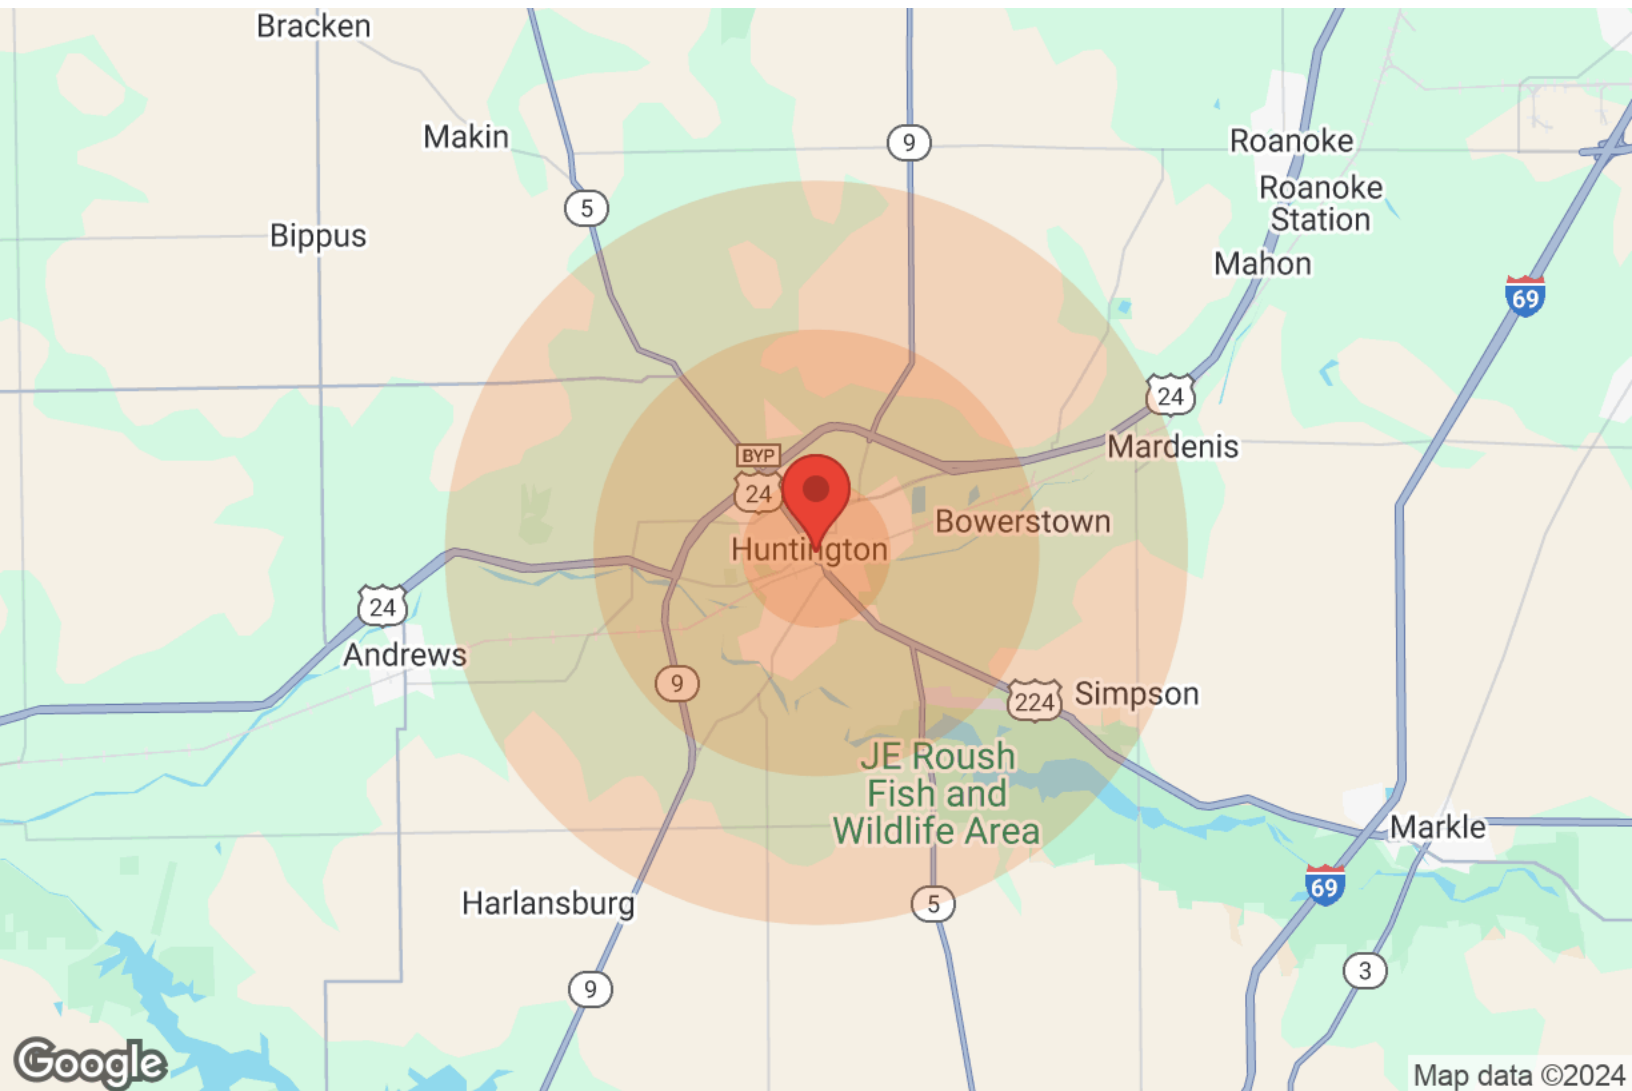 Bracken
Makin
9
Roanoke
Roanoke
Station
5
Bippus
Mahon
69
24
Mardenis
BYP
24
Bowerstown
Huntington
24
Andrews
9
224
Simpson
JE Roush
Fish and
Wildlife Area
Markle
69
Harlansburg
5
3
9
Google
Map data ©2024